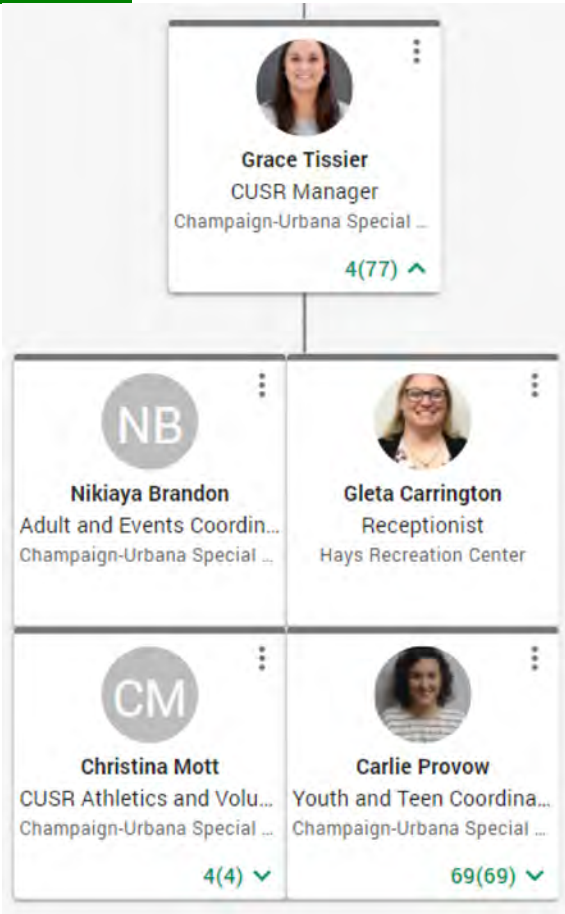 Grace Tissier
CUSR Manager
Champaign-Urbana Special ...
4(77)
NB
Nikiaya Brandon
Adult and Events Coordin...
Champaign-Urbana Special ...
Gleta Carrington
Receptionist
Hays Recreation Center
CM
Christina Mott
CUSR Athletics and Volu...
Champaign-Urbana Special ...
4(4)
Carlie Provow
Youth and Teen Coordina...
Champaign-Urbana Special ...
69(69)